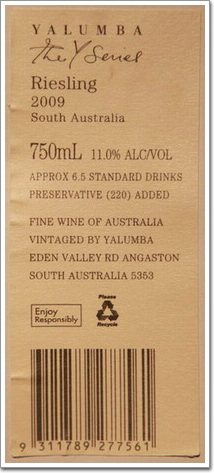 YALUMBA
The Y Series
Riesling
2009
South Australia
750mL 11.0% ALC/VOL
APPROX 6.5 STANDARD DRINKS
PRESERVATIVE (220) ADDED
FINE WINE OF AUSTRALIA
VINTAGED BY YALUMBA
EDEN VALLEY RD ANGASTON
SOUTH AUSTRALIA 5353
Enjoy
Responsibly
Please
Recycle
9 311789 277561